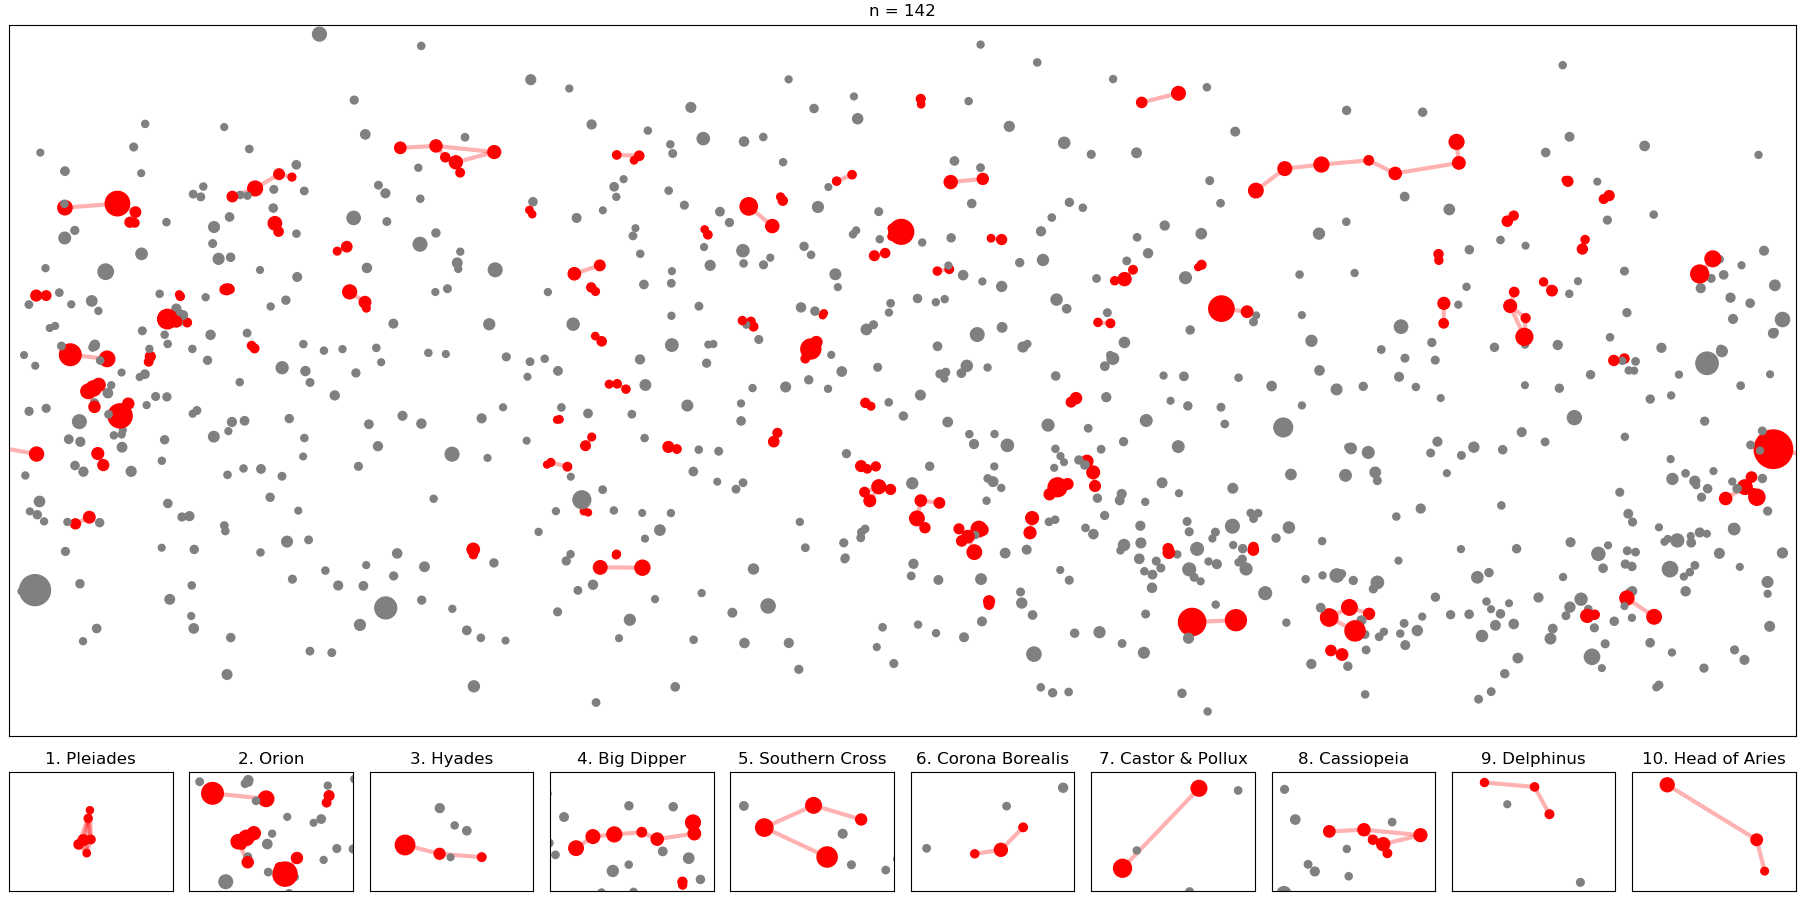 n = 142
1. Pleiades
2. Orion
3. Hyades
4. Big Dipper
5. Southern Cross
6. Corona Borealis
7. Castor & Pollux
8. Cassiopeia
9. Delphinus
10. Head of Aries